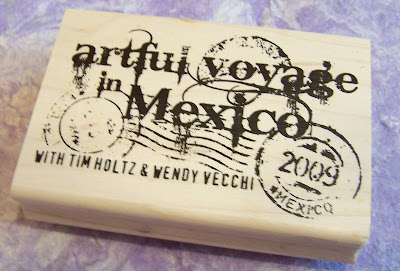 artful voyage
in Mexico
WITH TIM HOLTZ & WENDY VECCHI
2009
MEXICO